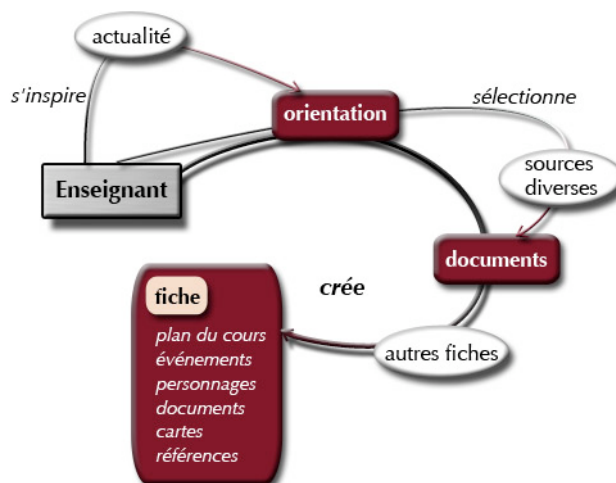 actualité
s'inspire
orientation
sélectionne
Enseignant
sources
diverses
documents
crée
fiche
plan du cours
événements
personnages
documents
cartes
références
autres fiches